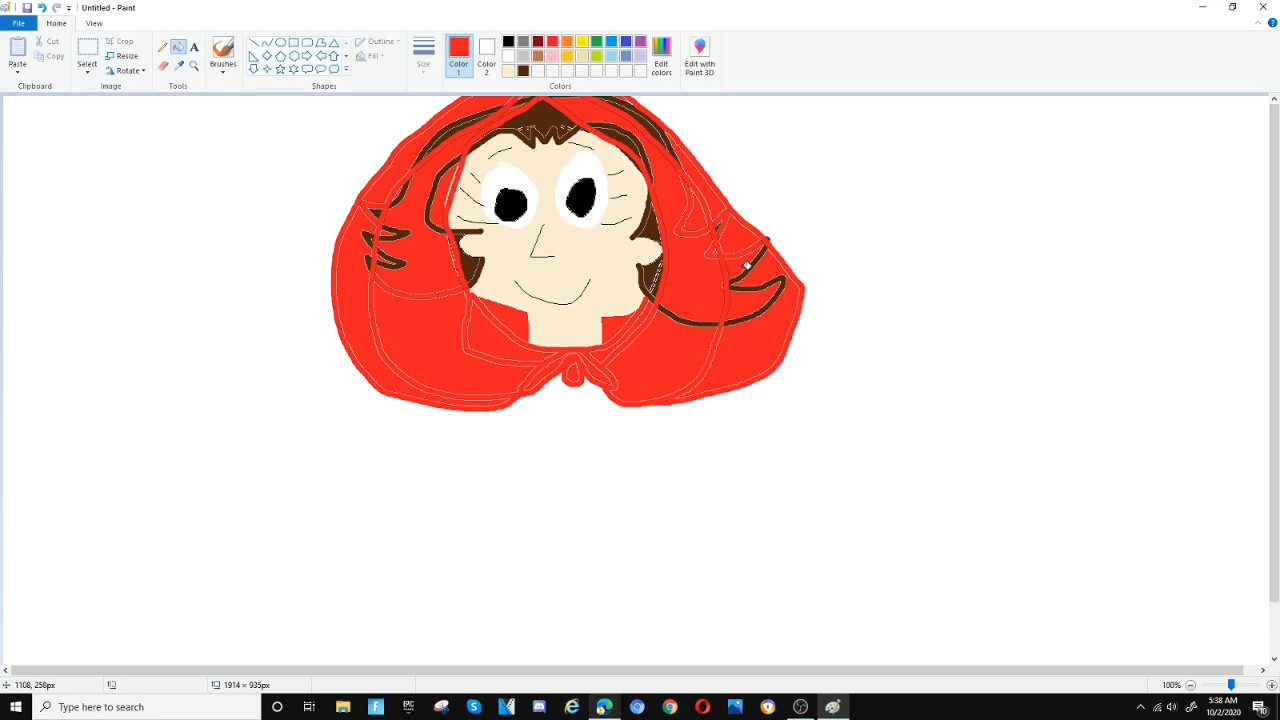 Untitled - Paint
File Home View
Paste
Cut
Copy
Clipboard
Select
Crop
Resize
Rotate
Image
A
Tools
Brushes
Outline
Fill
Shapes
Size
Color 1
Color 2
Edit colors
Colors
Edit with Paint 3D
1108, 258px
1914 × 935px
100%
Type here to search
5:38 AM
10/2/2020
10